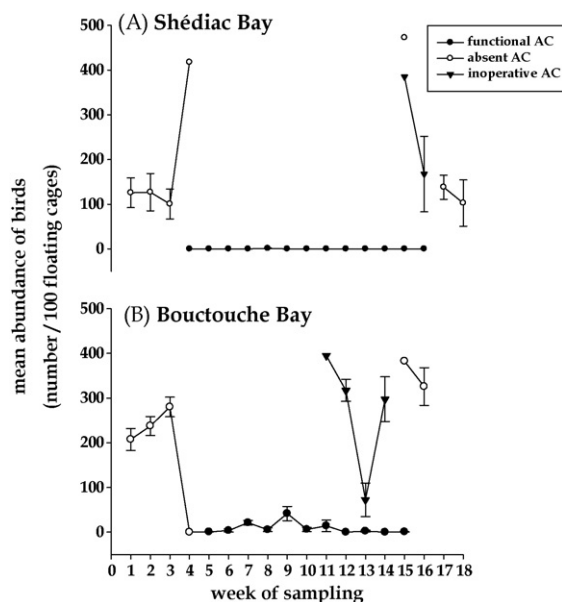 (A) Shédiac Bay
functional AC
absent AC
inoperative AC
500
400
300
200
100
0
mean abundance of birds
(number / 100 floating cages)
(B) Bouctouche Bay
500
400
300
200
100
0
0 1 2 3 4 5 6 7 8 9 10 11 12 13 14 15 16 17 18
week of sampling